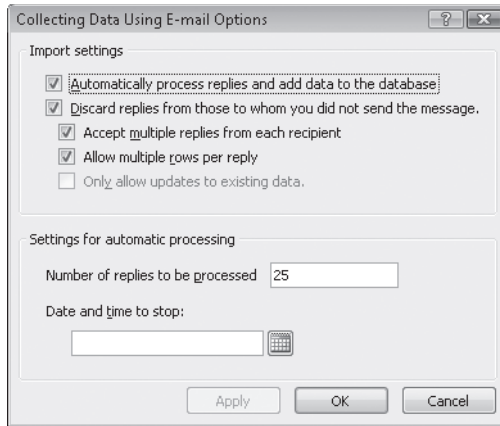 Collecting Data Using E-mail Options
Import settings
Automatically process replies and add data to the database
Discard replies from those to whom you did not send the message.
Accept multiple replies from each recipient
Allow multiple rows per reply
Only allow updates to existing data.
Settings for automatic processing
Number of replies to be processed 25
Date and time to stop:
Apply OK Cancel